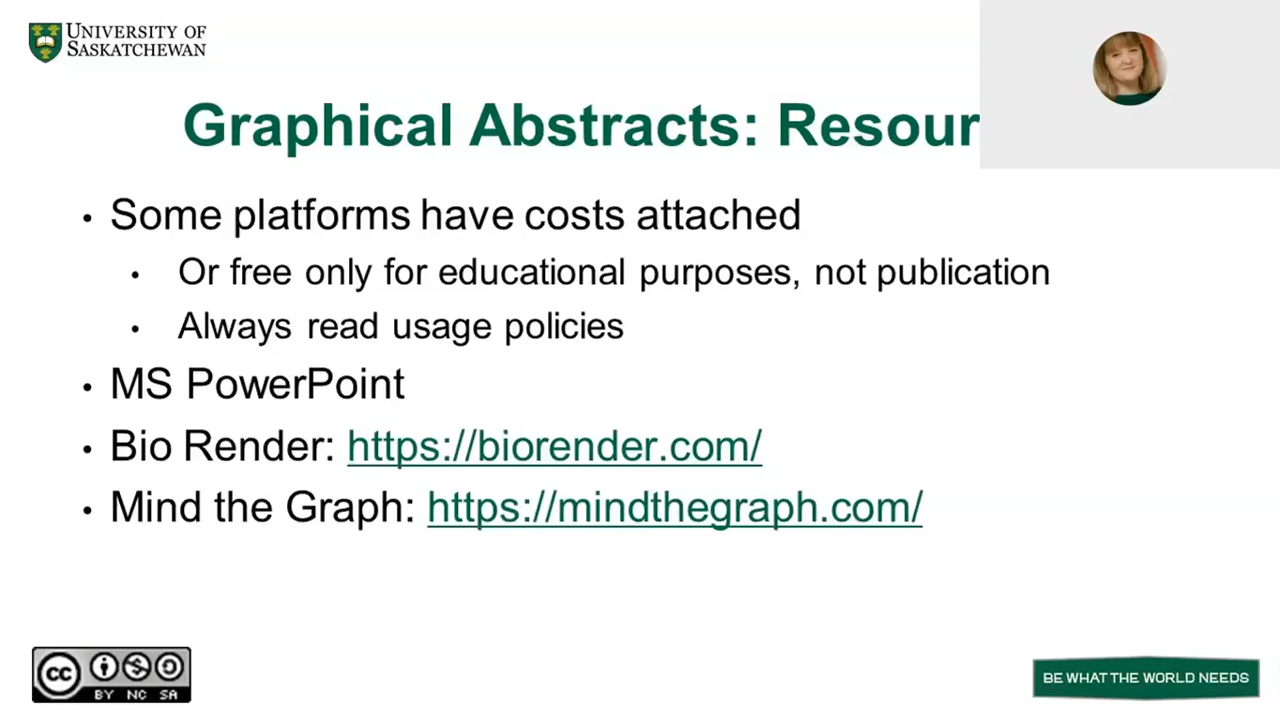 UNIVERSITY OF
SASKATCHEWAN
Graphical Abstracts: Resour
• Some platforms have costs attached
• Or free only for educational purposes, not publication
• Always read usage policies
• MS PowerPoint
• Bio Render: https://biorender.com/
• Mind the Graph: https://mindthegraph.com/
cc BY NC SA
BE WHAT THE WORLD NEEDS